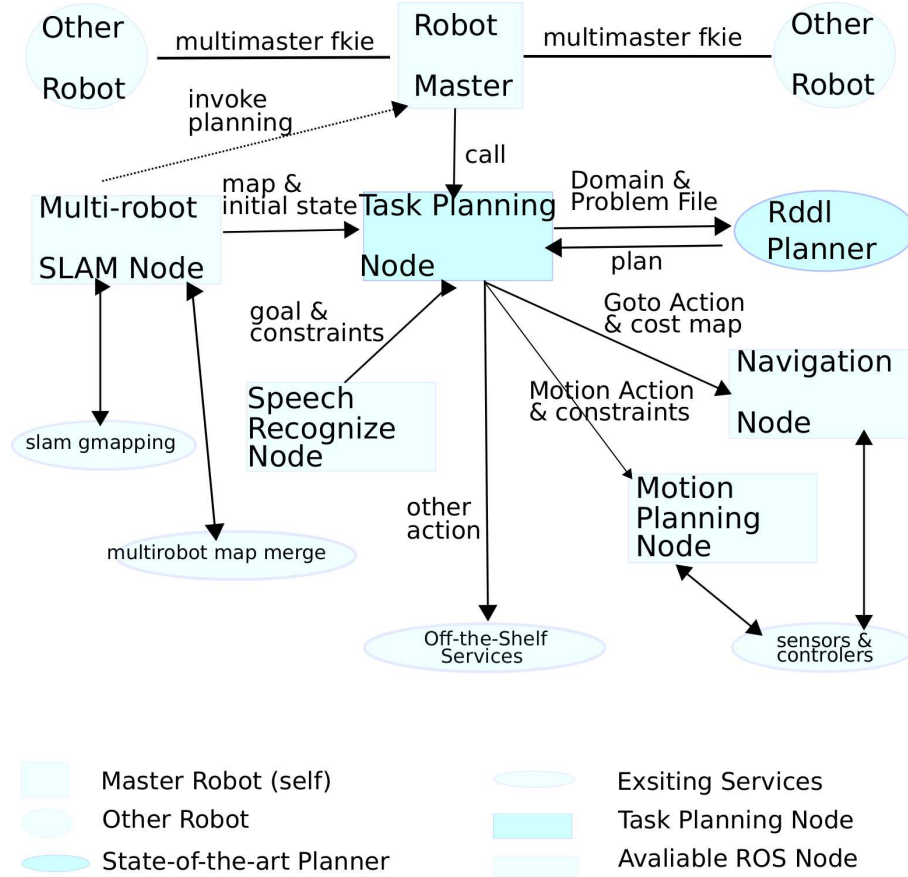 Other
Robot
multimaster fkie
Robot
Master
multimaster fkie
Other
Robot
invoke
planning
call
Multi-robot
SLAM Node
map &
initial state
Task Planning
Node
Domain &
Problem File
plan
Rddl
Planner
goal &
constraints
Goto Action
& cost map
Navigation
Node
Speech
Recognize
Node
Motion Action
& constraints
slam gmapping
Motion
Planning
Node
other
action
multirobot map merge
Off-the-Shelf
Services
sensors &
controlers
Master Robot (self)
Other Robot
State-of-the-art Planner
Exsiting Services
Task Planning Node
Avaliable ROS Node